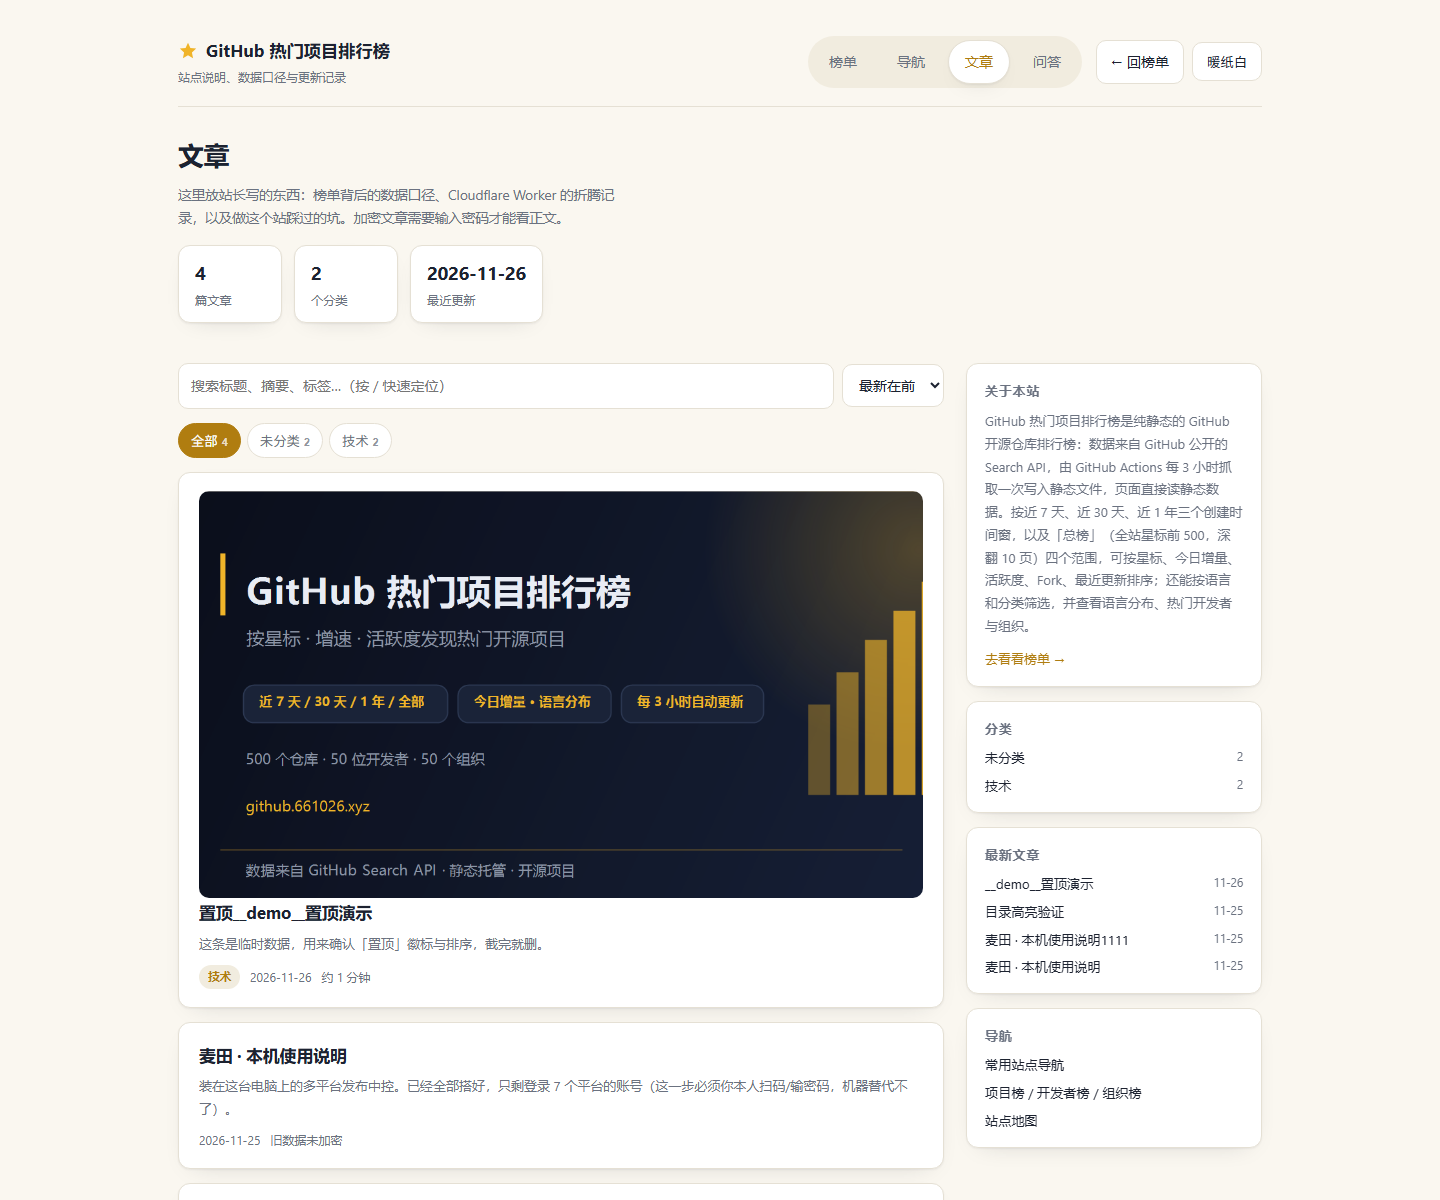 GitHub 热门项目排行榜
站点说明、数据口径与更新记录
榜单
导航
文章
问答
← 回榜单
暖纸白
文章
这里放站长写的东西：榜单背后的数据口径、Cloudflare Worker 的折腾记
录，以及做这个站踩过的坑。加密文章需要输入密码才能看正文。
4
篇文章
2
个分类
2026-11-26
最近更新
搜索标题、摘要、标签…（按 / 快速定位）
最新在前
全部 4
未分类 2
技术 2
GitHub 热门项目排行榜
按星标 · 增速 · 活跃度发现热门开源项目
近 7 天 / 30 天 / 1 年 / 全部
今日增量 • 语言分布
每 3 小时自动更新
500 个仓库 · 50 位开发者 · 50 个组织
github.661026.xyz
数据来自 GitHub Search API · 静态托管 · 开源项目
置顶__demo__置顶演示
这条是临时数据，用来确认「置顶」徽标与排序，截完就删。
技术
2026-11-26 约 1 分钟
麦田 · 本机使用说明
装在这台电脑上的多平台发布中控。已经全部搭好，只剩登录 7 个平台的账号（这一步必须你本人扫码/输密码，机器替代不
了）。
2026-11-25 旧数据未加密
关于本站
GitHub 热门项目排行榜是纯静态的 GitHub
开源仓库排行榜：数据来自 GitHub 公开的
Search API，由 GitHub Actions 每 3 小时抓
取一次写入静态文件，页面直接读静态数
据。按近 7 天、近 30 天、近 1 年三个创建时
间窗，以及「总榜」（全站星标前 500，深
翻 10 页）四个范围，可按星标、今日增量、
活跃度、Fork、最近更新排序；还能按语言
和分类筛选，并查看语言分布、热门开发者
与组织。
去看看榜单 →
分类
未分类 2
技术 2
最新文章
__demo__置顶演示 11-26
目录高亮验证 11-25
麦田 · 本机使用说明1111 11-25
麦田 · 本机使用说明 11-25
导航
常用站点导航
项目榜 / 开发者榜 / 组织榜
站点地图